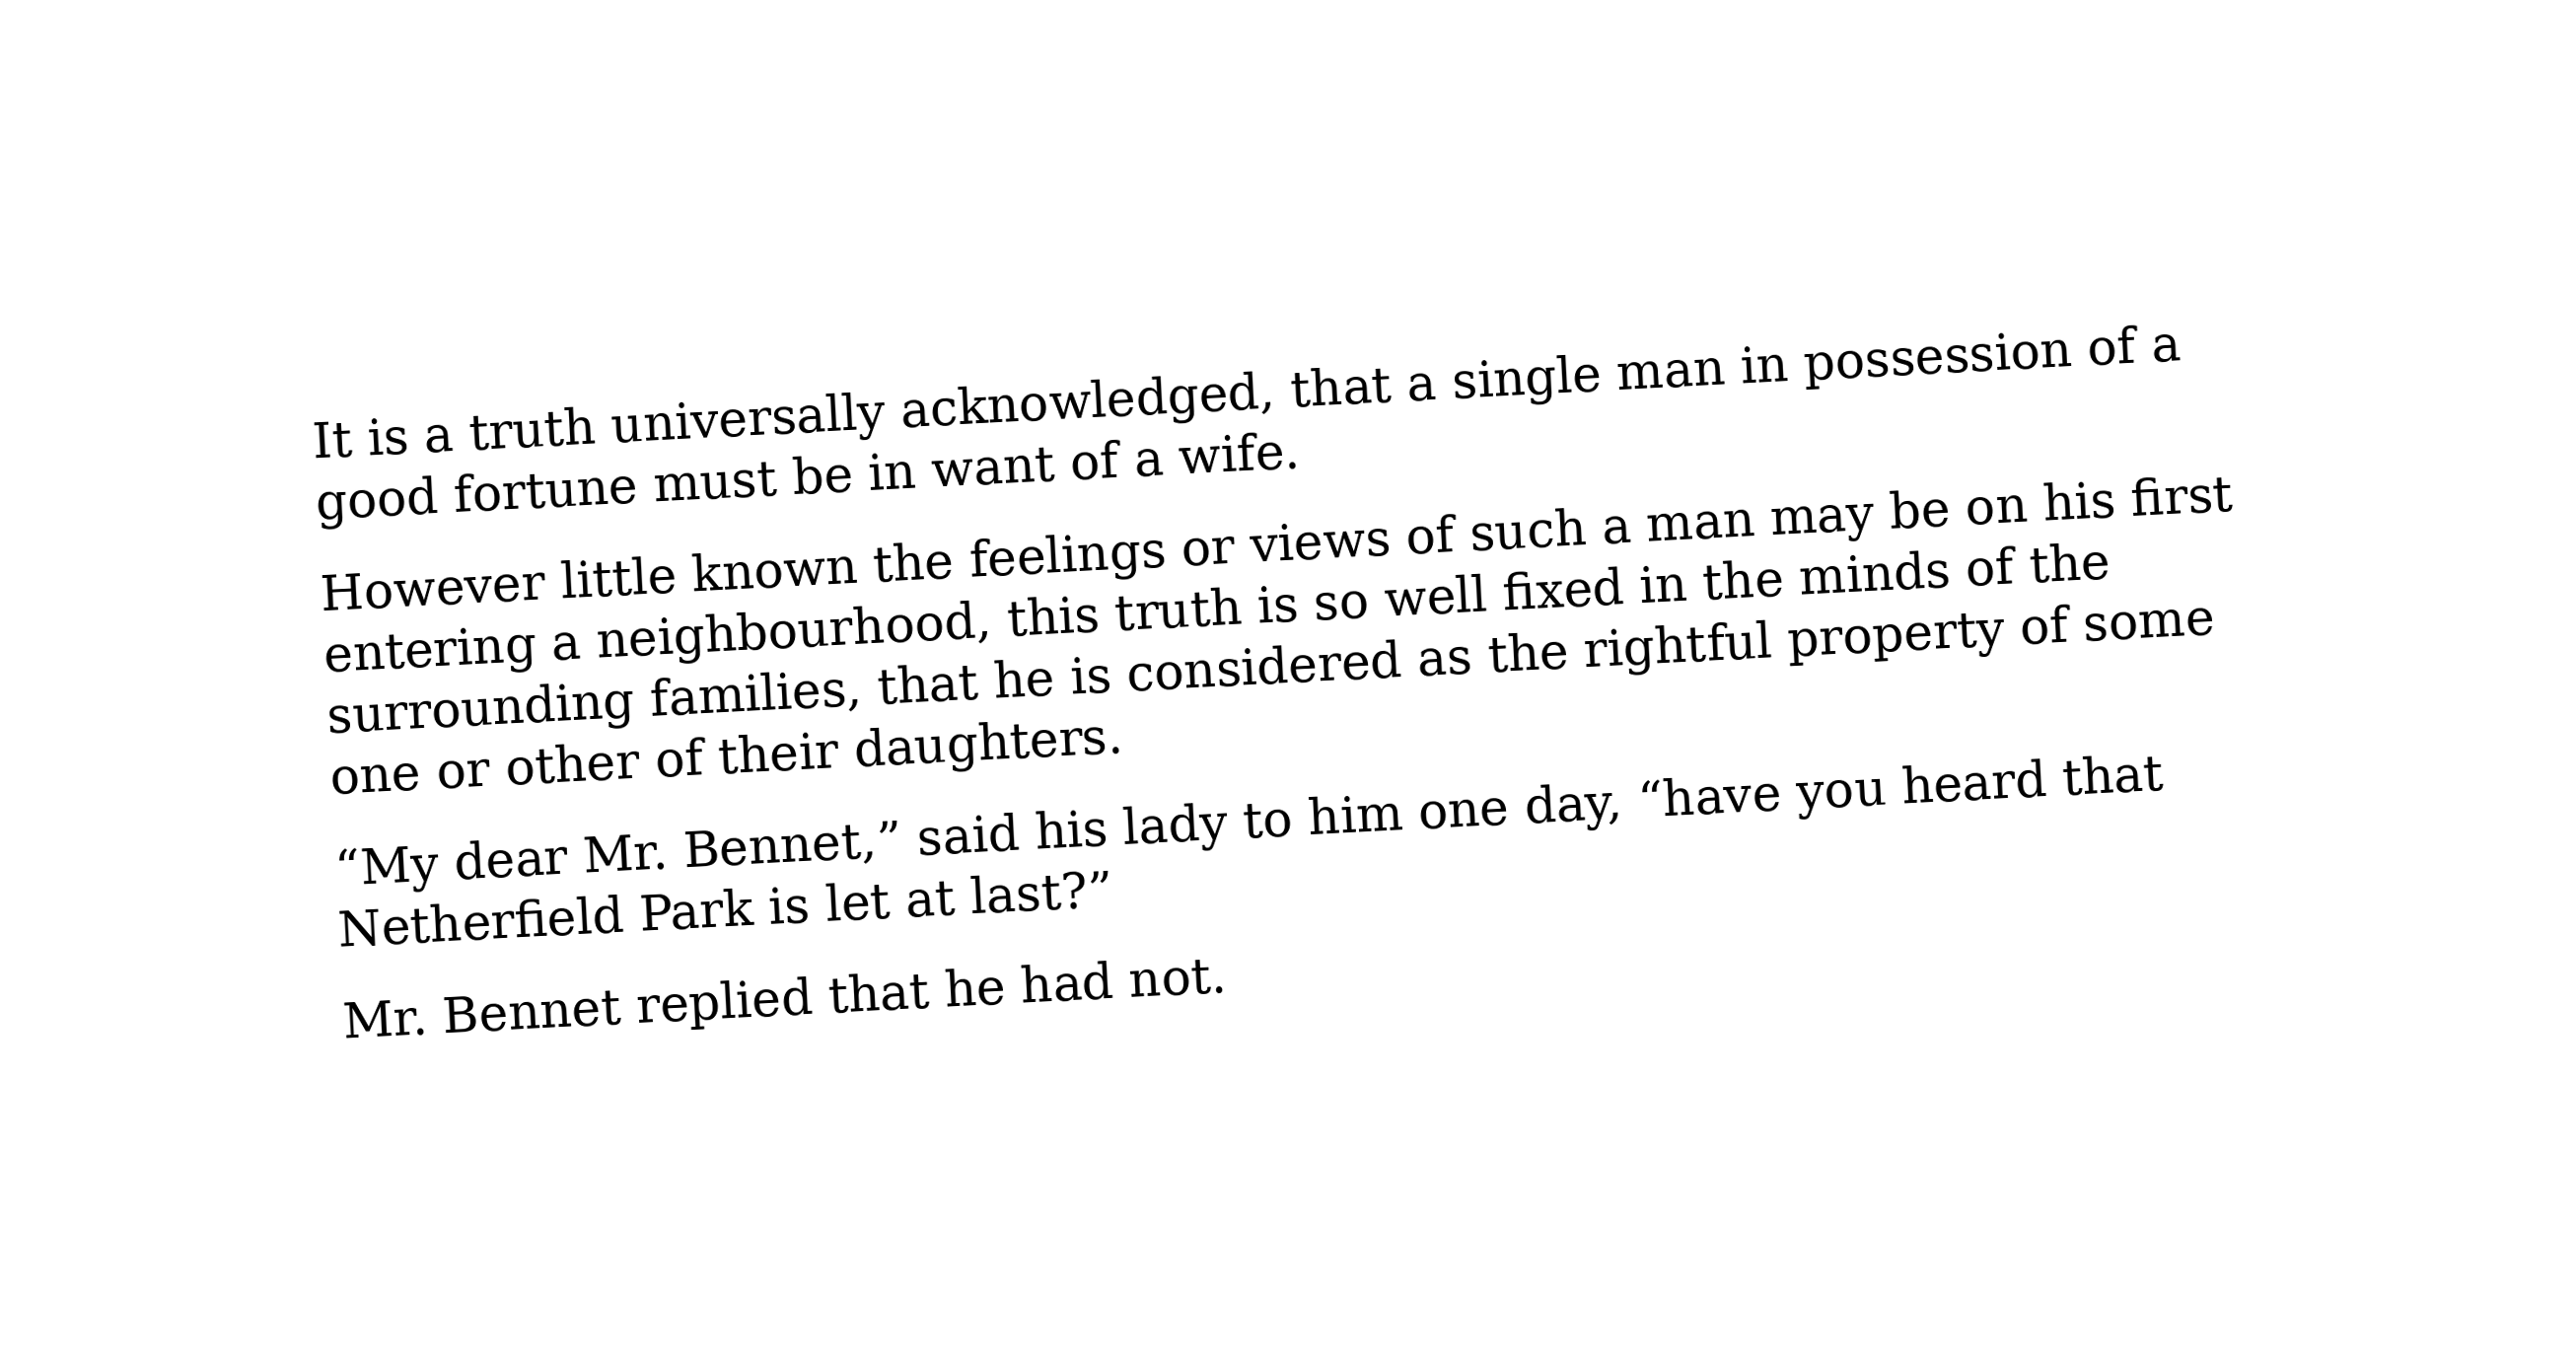 It is a truth universally acknowledged, that a single man in possession of a
good fortune must be in want of a wife.
However little known the feelings or views of such a man may be on his first
entering a neighbourhood, this truth is so well fixed in the minds of the
surrounding families, that he is considered as the rightful property of some
one or other of their daughters.
“My dear Mr. Bennet,” said his lady to him one day, “have you heard that
Netherfield Park is let at last?”
Mr. Bennet replied that he had not.